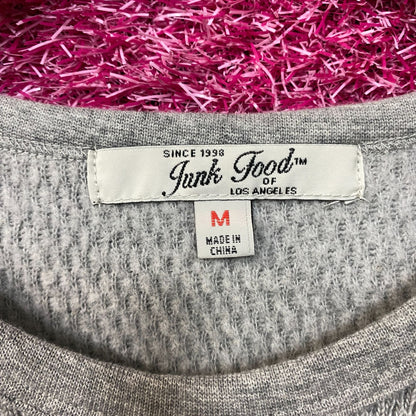 SINCE 1998
Junk Food™
OF
LOS ANGELES
M
MADE IN
CHINA